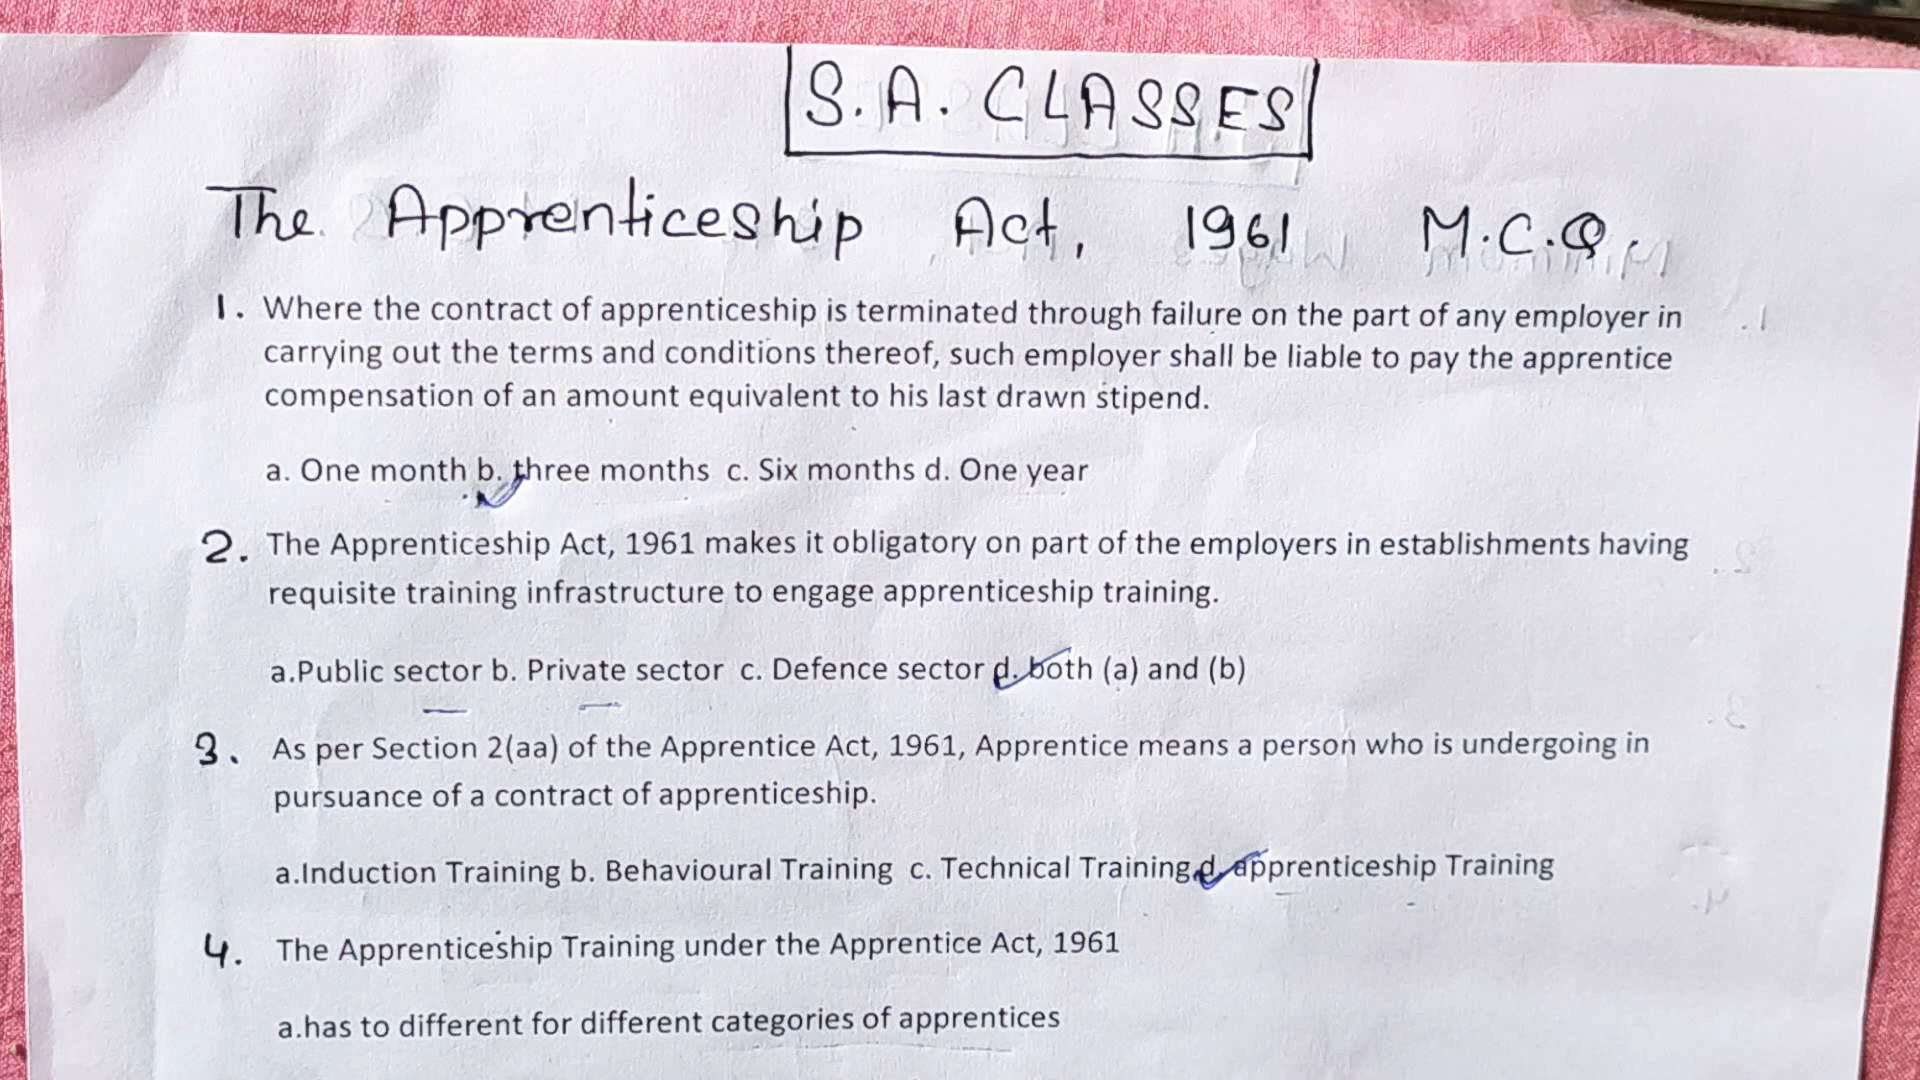 S.A. CLASSES
The Apprenticeship Act, 1961 M.C.Q.
1. Where the contract of apprenticeship is terminated through failure on the part of any employer in
carrying out the terms and conditions thereof, such employer shall be liable to pay the apprentice
compensation of an amount equivalent to his last drawn stipend.
a. One month b. three months c. Six months d. One year
2. The Apprenticeship Act, 1961 makes it obligatory on part of the employers in establishments having
requisite training infrastructure to engage apprenticeship training.
a.Public sector b. Private sector c. Defence sector d. both (a) and (b)
3. As per Section 2(aa) of the Apprentice Act, 1961, Apprentice means a person who is undergoing in
pursuance of a contract of apprenticeship.
a.Induction Training b. Behavioural Training c. Technical Training d. apprenticeship Training
4. The Apprenticeship Training under the Apprentice Act, 1961
a.has to different for different categories of apprentices